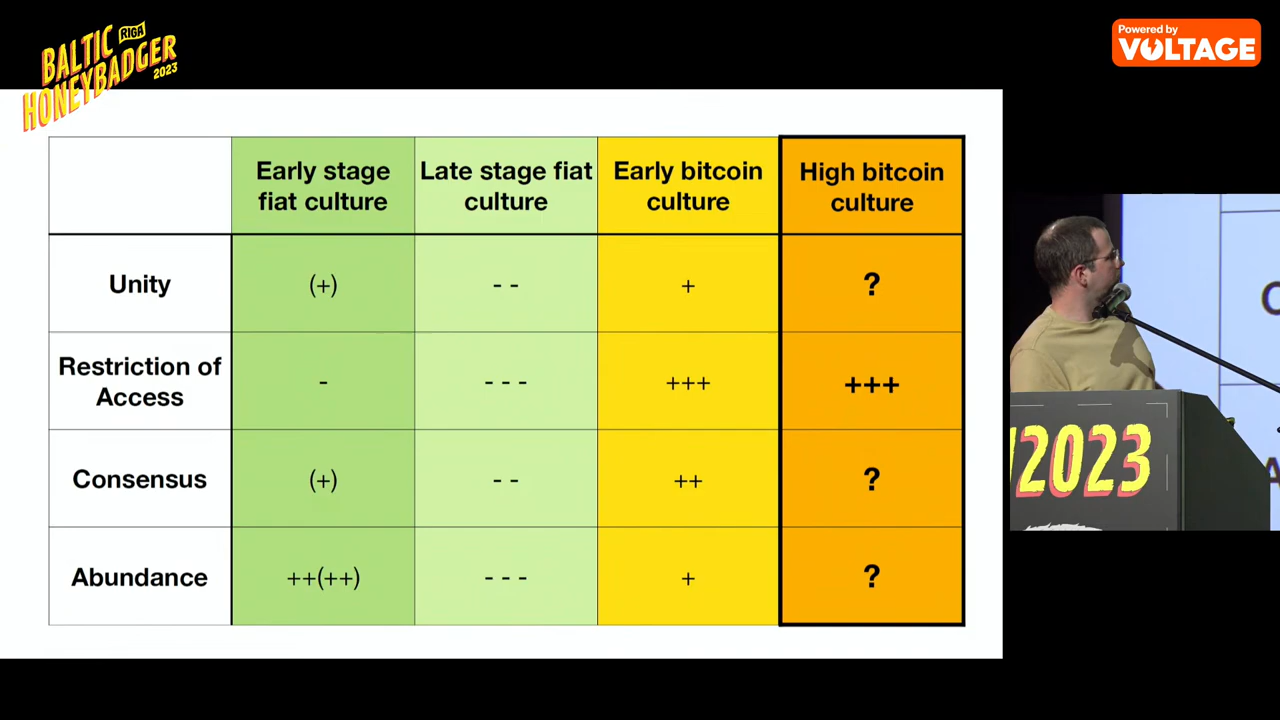 BALTIC
RIGA
HONEYBADGER
2023
Powered by
VOLTAGE
Early stage
fiat culture
Late stage fiat
culture
Early bitcoin
culture
High bitcoin
culture
Unity
(+)
- -
+
?
Restriction of
Access
-
- - -
+++
+++
Consensus
(+)
- -
++
?
Abundance
++(++)
- - -
+
?
2023